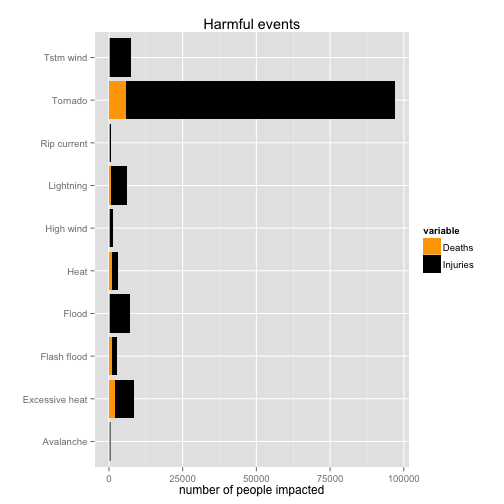 Harmful events
Tstm wind
Tornado
Rip current
Lightning
High wind
Heat
Flood
Flash flood
Excessive heat
Avalanche
0 25000 50000 75000 100000
number of people impacted
variable
Deaths
Injuries